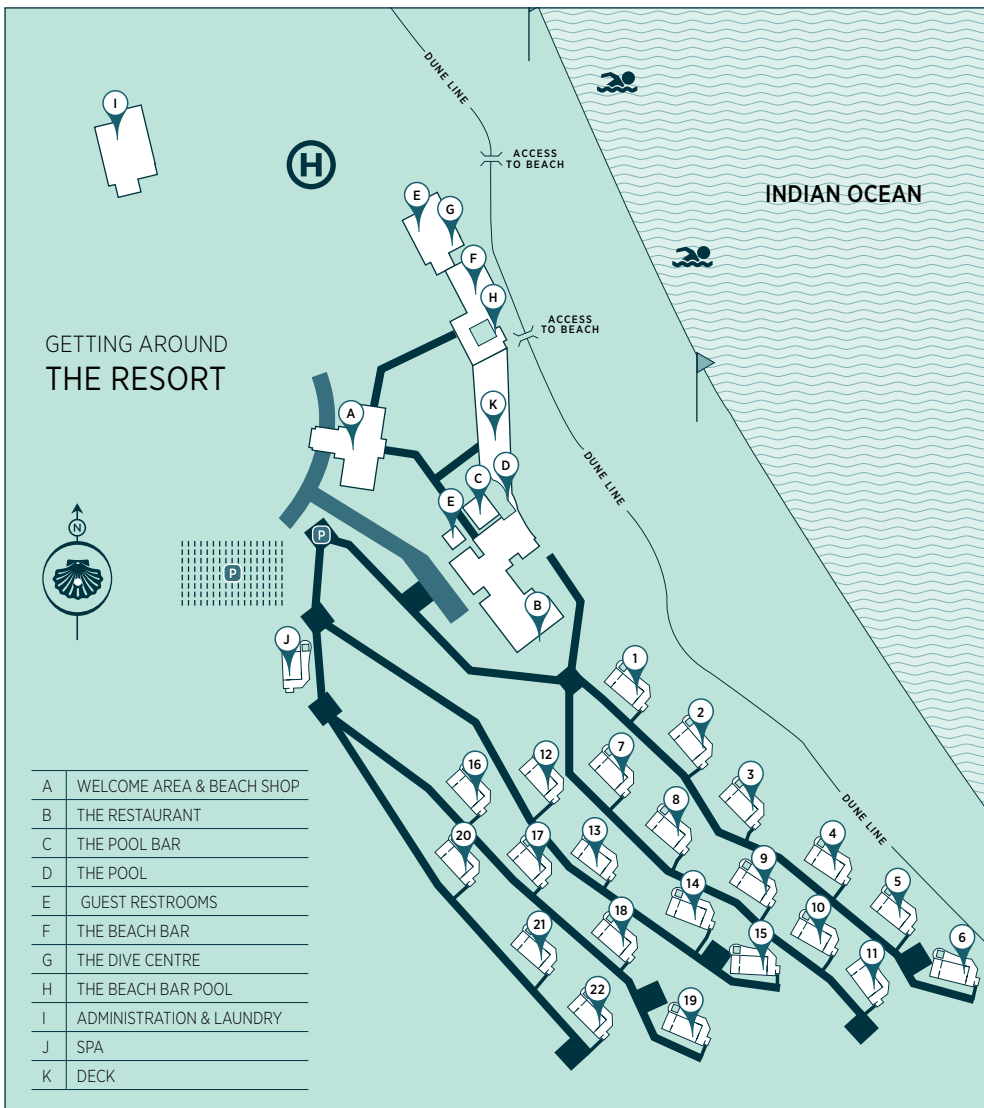 I
H
DUNE LINE
ACCESS
TO BEACH
INDIAN OCEAN
E
G
F
H
ACCESS
TO BEACH
GETTING AROUND
THE RESORT
A
K
DUNE LINE
D
C
E
N
P
P
B
J
1
2
7
12
16
3
8
4
DUNE LINE
20
17
13
9
5
14
10
21
18
15
11
6
22
19
A WELCOME AREA & BEACH SHOP
B THE RESTAURANT
C THE POOL BAR
D THE POOL
E GUEST RESTROOMS
F THE BEACH BAR
G THE DIVE CENTRE
H THE BEACH BAR POOL
I ADMINISTRATION & LAUNDRY
J SPA
K DECK